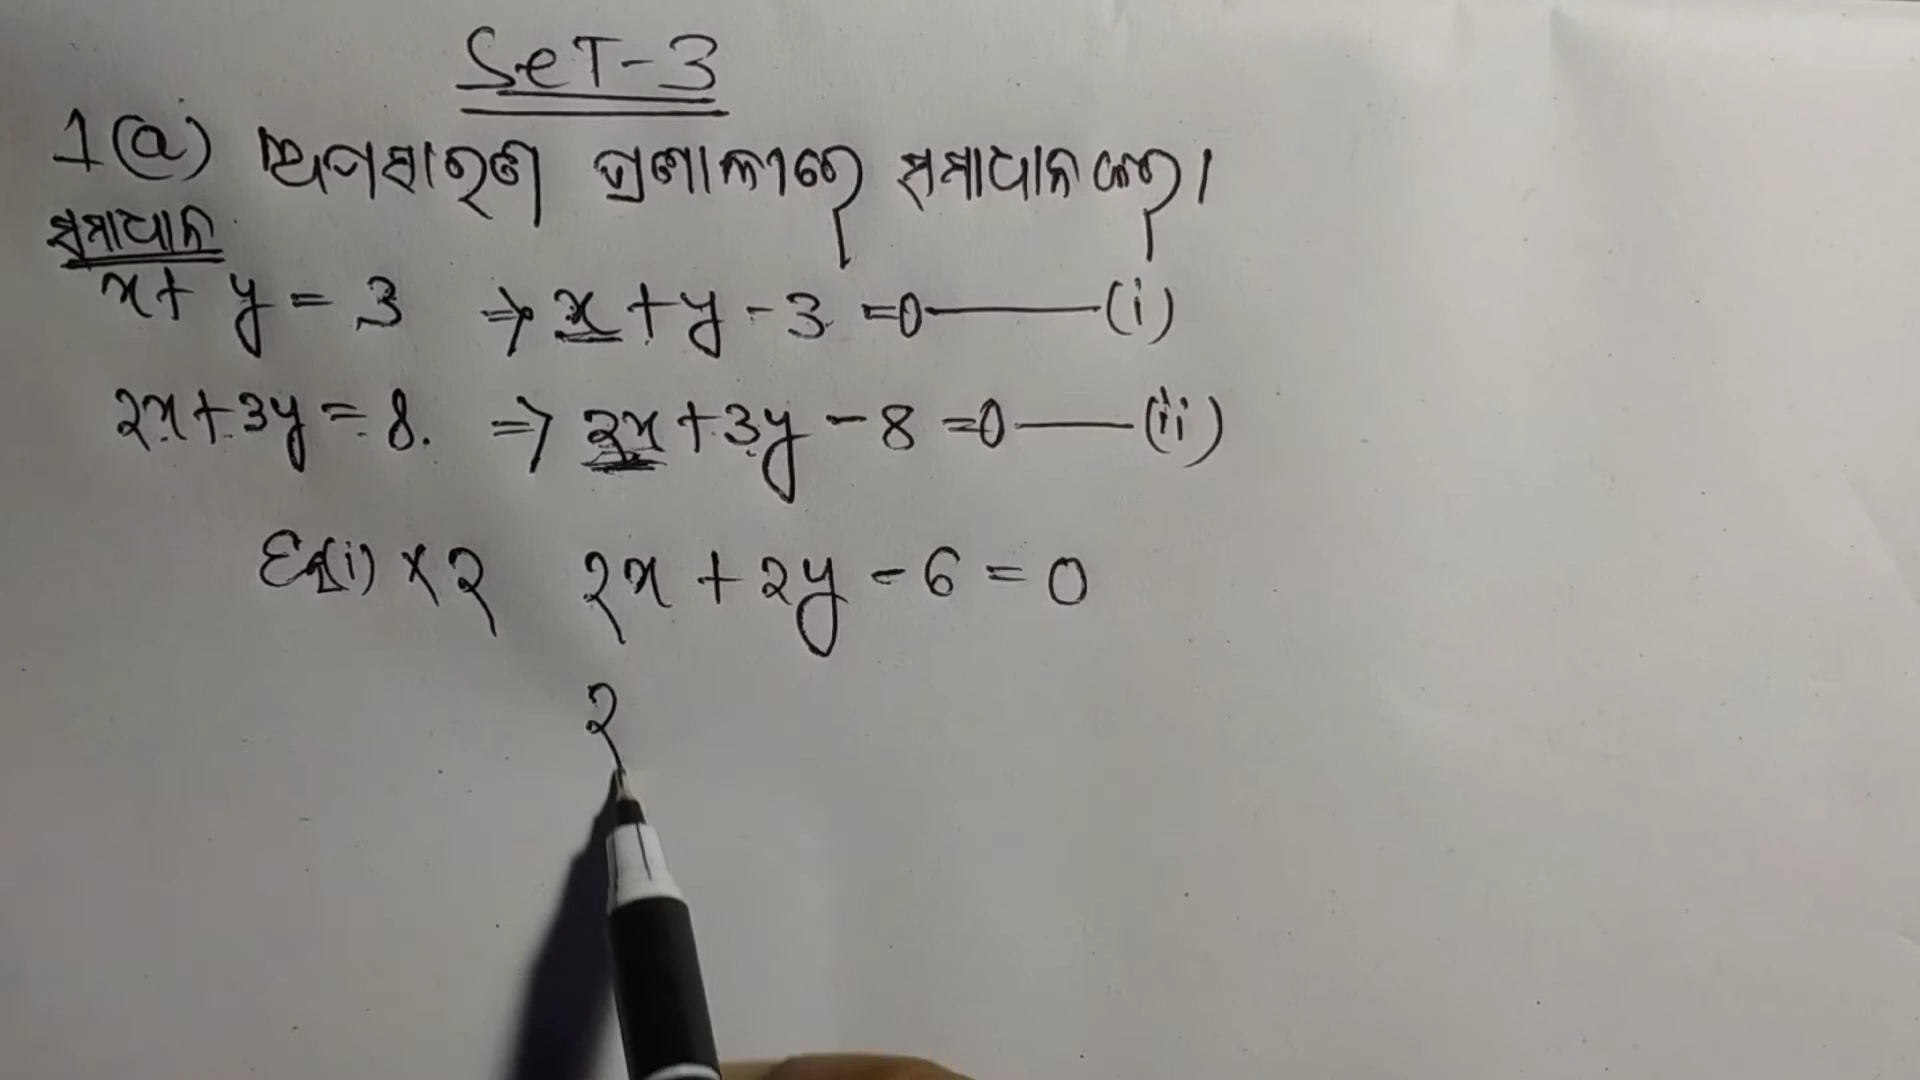 SeT-3
1(a) ଅପସାରଣ ପ୍ରଣାଳୀରେ ସମାଧାନ କର।
ସମାଧାନ
x + y = 3 ⇒ x + y - 3 = 0 —— (i)
2x + 3y = 8. ⇒ 2x + 3y - 8 = 0 —— (ii)
Eq(i) × 2 2x + 2y - 6 = 0
2